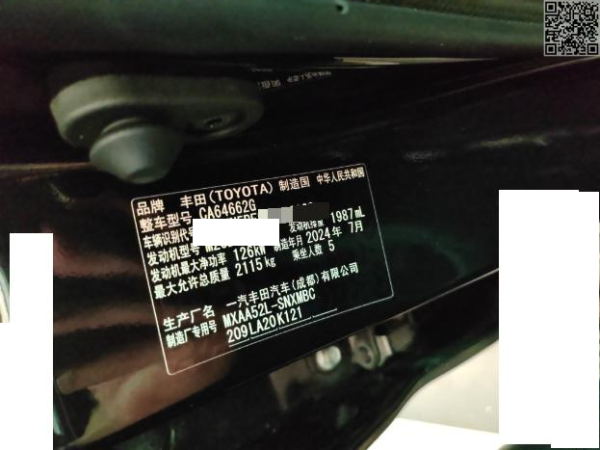 品牌 丰田(TOYOTA) 制造国 中华人民共和国
整车型号 CA64662G
车辆识别代号
发动机型号 发动机排量 1987mL
发动机最大净功率 126kW 制造年月 2024年 7月
最大允许总质量 2115kg 乘坐人数 5
生产厂名 一汽丰田汽车(成都)有限公司
制造厂专用号 MXAA52L-SNXMBC
209LA20K121